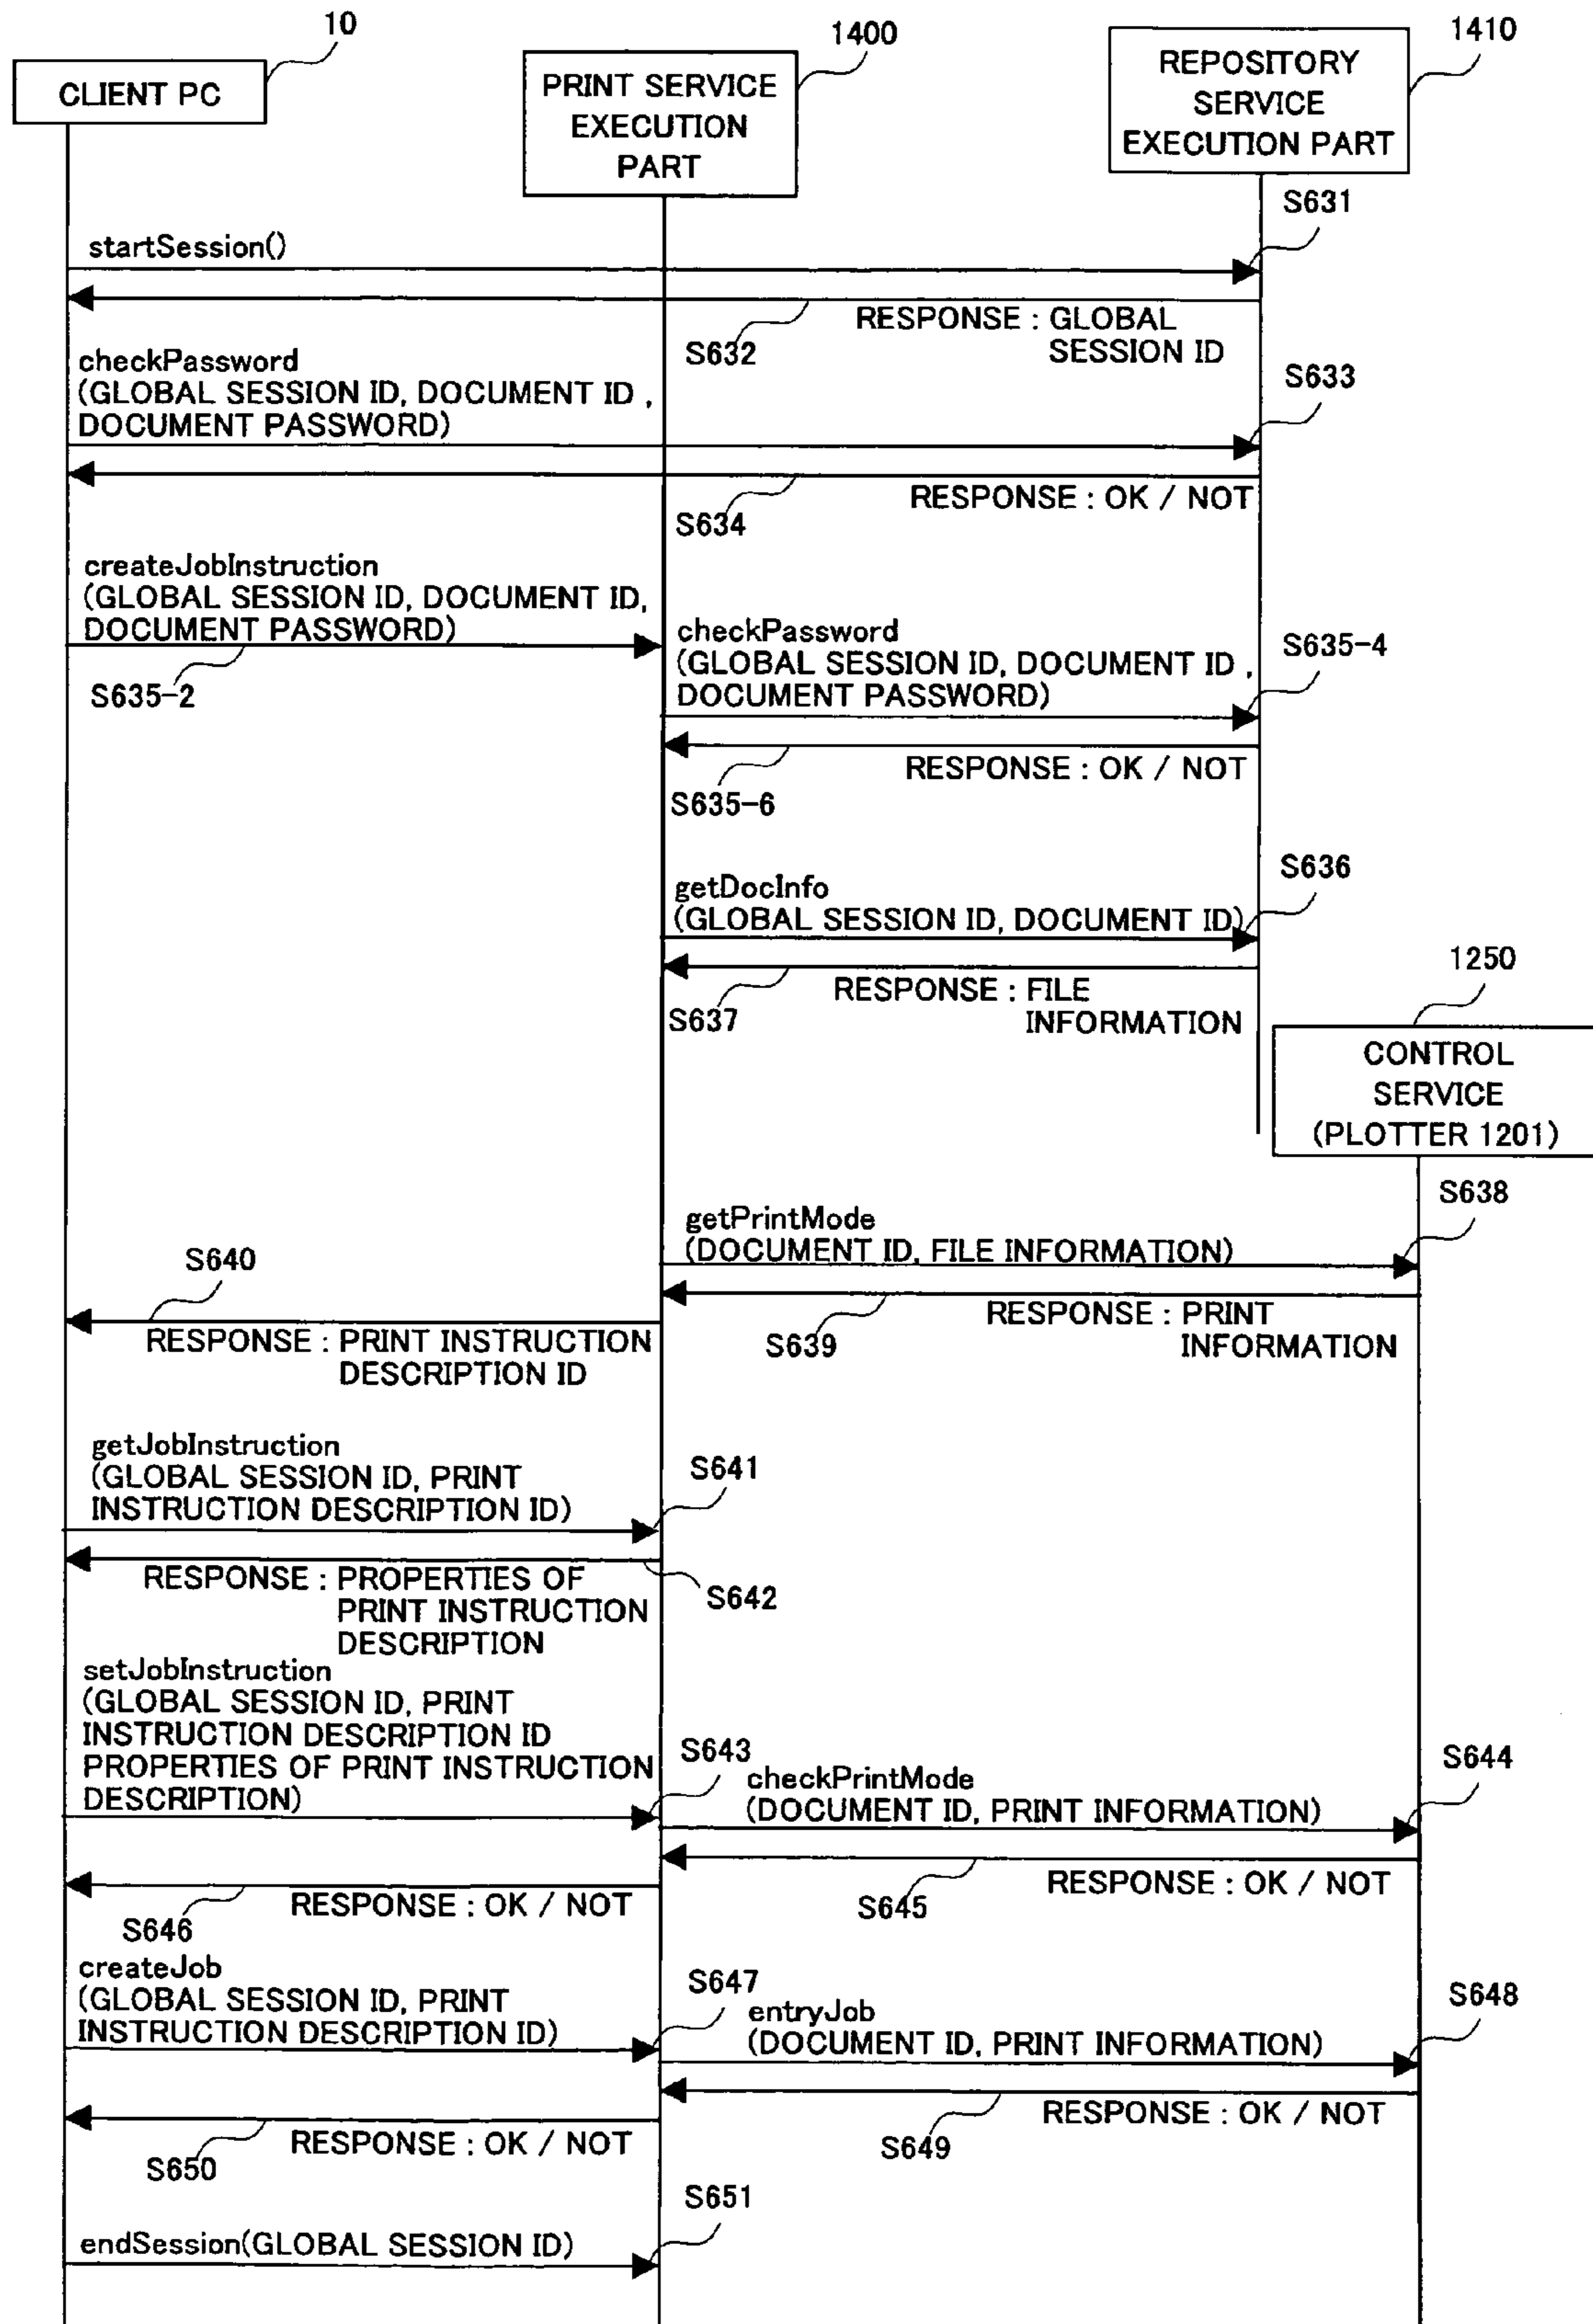 10
1400
1410
CLIENT PC
PRINT SERVICE
EXECUTION
PART
REPOSITORY
SERVICE
EXECUTION PART
S631
startSession()
RESPONSE : GLOBAL
SESSION ID
S632
checkPassword
(GLOBAL SESSION ID, DOCUMENT ID ,
DOCUMENT PASSWORD)
S633
RESPONSE : OK / NOT
S634
createJobInstruction
(GLOBAL SESSION ID, DOCUMENT ID,
DOCUMENT PASSWORD)
S635-2
checkPassword
(GLOBAL SESSION ID, DOCUMENT ID ,
DOCUMENT PASSWORD)
S635-4
RESPONSE : OK / NOT
S635-6
S636
getDocInfo
(GLOBAL SESSION ID, DOCUMENT ID)
RESPONSE : FILE
INFORMATION
S637
1250
CONTROL
SERVICE
(PLOTTER 1201)
S638
getPrintMode
(DOCUMENT ID, FILE INFORMATION)
S640
RESPONSE : PRINT
INFORMATION
S639
RESPONSE : PRINT INSTRUCTION
DESCRIPTION ID
getJobInstruction
(GLOBAL SESSION ID, PRINT
INSTRUCTION DESCRIPTION ID)
S641
RESPONSE : PROPERTIES OF
PRINT INSTRUCTION
DESCRIPTION
S642
setJobInstruction
(GLOBAL SESSION ID, PRINT
INSTRUCTION DESCRIPTION ID
PROPERTIES OF PRINT INSTRUCTION
DESCRIPTION)
S643
checkPrintMode
(DOCUMENT ID, PRINT INFORMATION)
S644
RESPONSE : OK / NOT
S645
RESPONSE : OK / NOT
S646
createJob
(GLOBAL SESSION ID, PRINT
INSTRUCTION DESCRIPTION ID)
S647
entryJob
(DOCUMENT ID, PRINT INFORMATION)
S648
RESPONSE : OK / NOT
S649
RESPONSE : OK / NOT
S650
S651
endSession(GLOBAL SESSION ID)